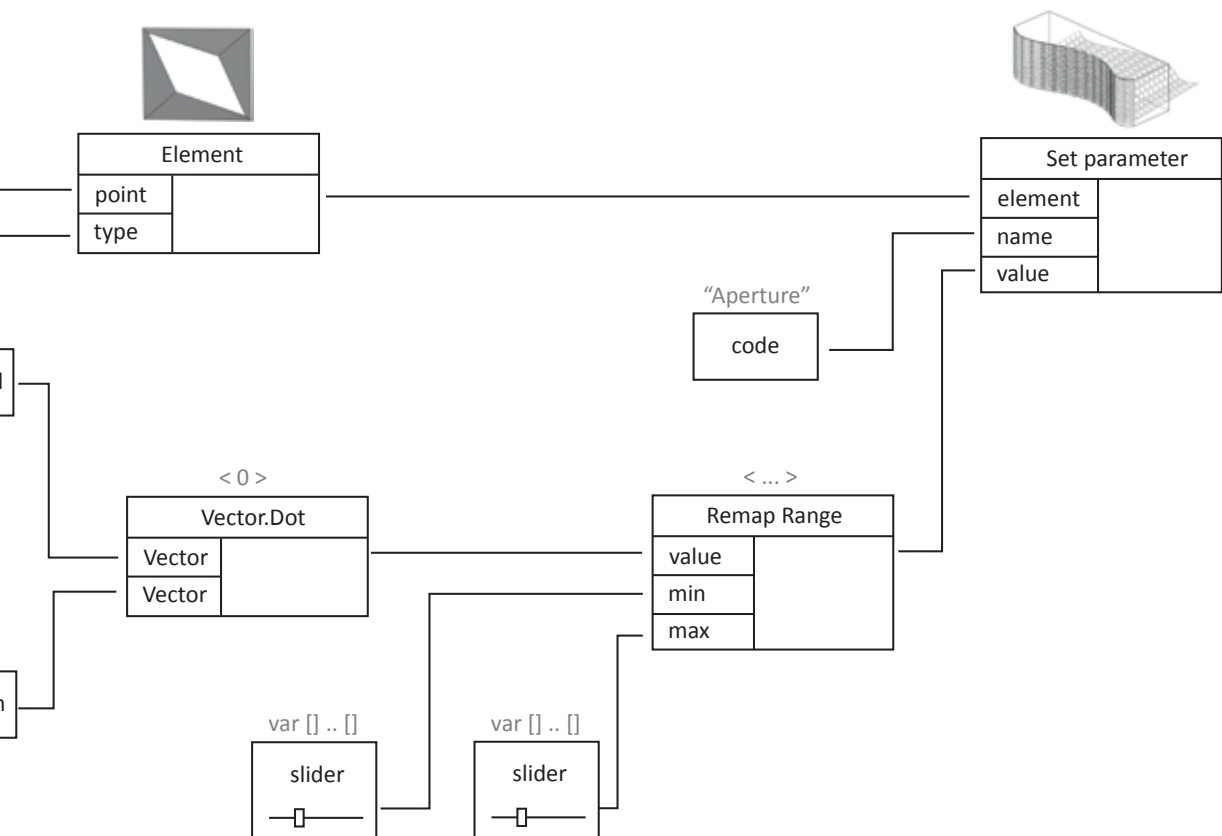 Element
point
type
Set parameter
element
name
value
“Aperture”
code
< 0 >
Vector.Dot
Vector
Vector
< ... >
Remap Range
value
min
max
var [] .. []
slider
var [] .. []
slider